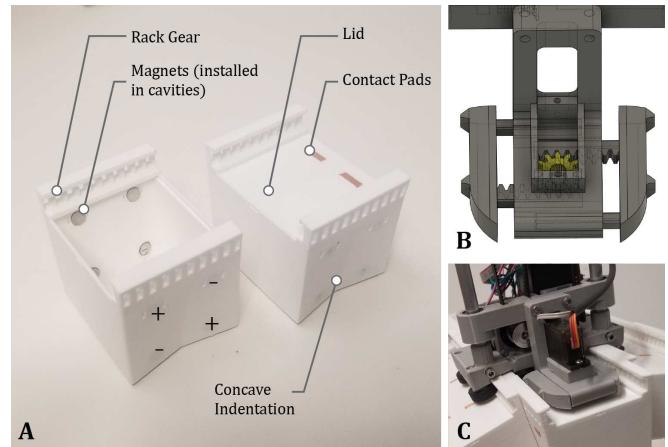 Rack Gear
Magnets (installed
in cavities)
Lid
Contact Pads
+
-
-
+
Concave
Indentation
A
B
C